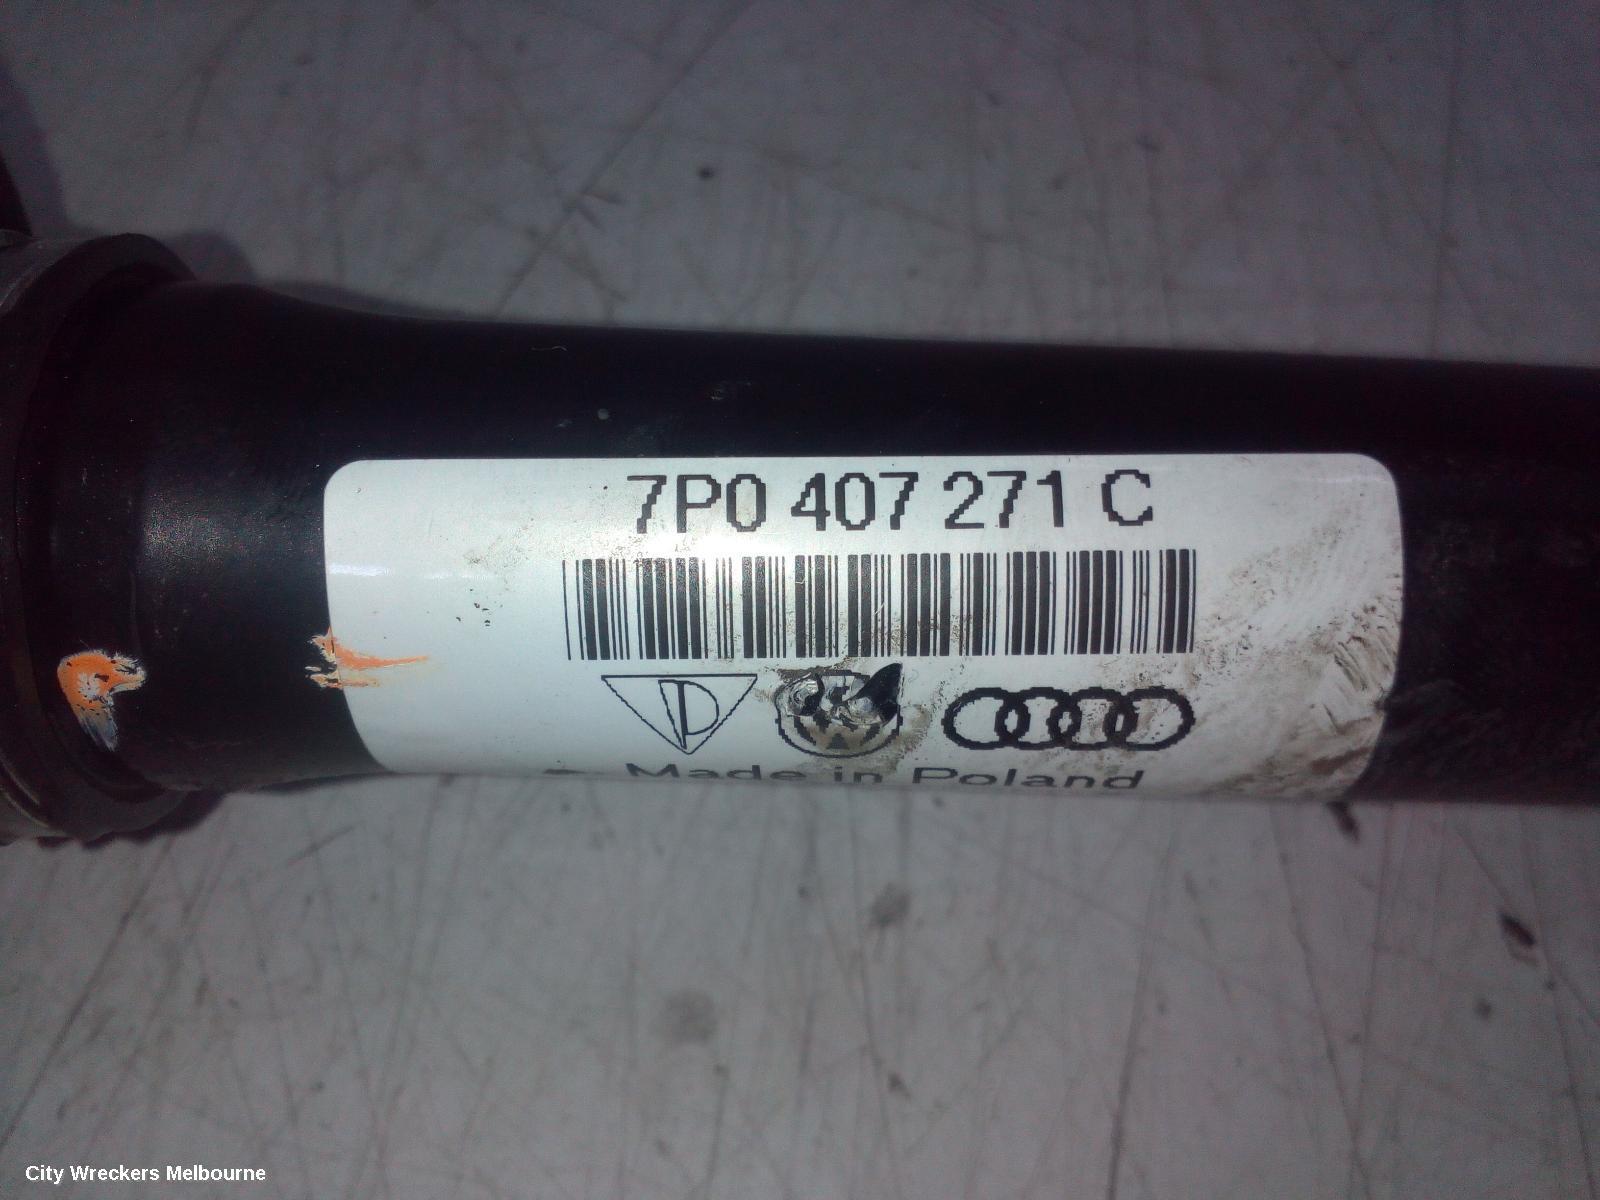 7P0 407 271 C
Made in Poland
City Wreckers Melbourne